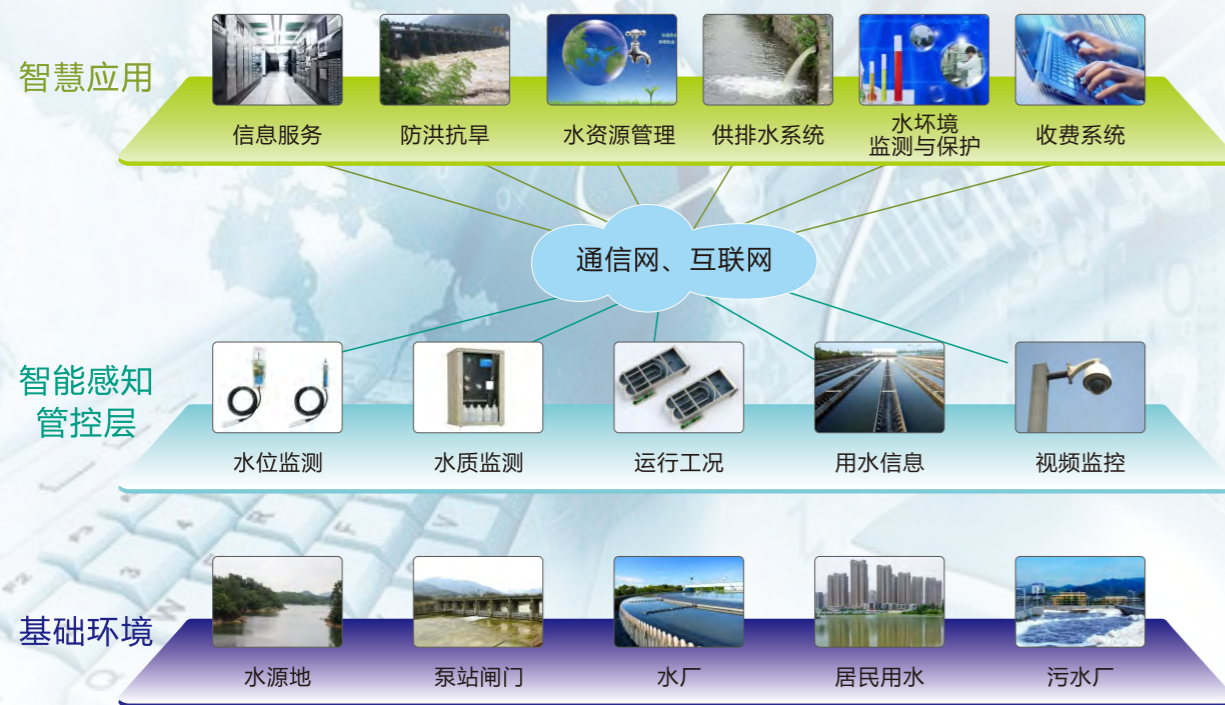 智慧应用
信息服务
防洪抗旱
水资源管理
供排水系统
水坏境
监测与保护
收费系统
通信网、互联网
智能感知
管控层
水位监测
水质监测
运行工况
用水信息
视频监控
基础环境
水源地
泵站闸门
水厂
居民用水
污水厂